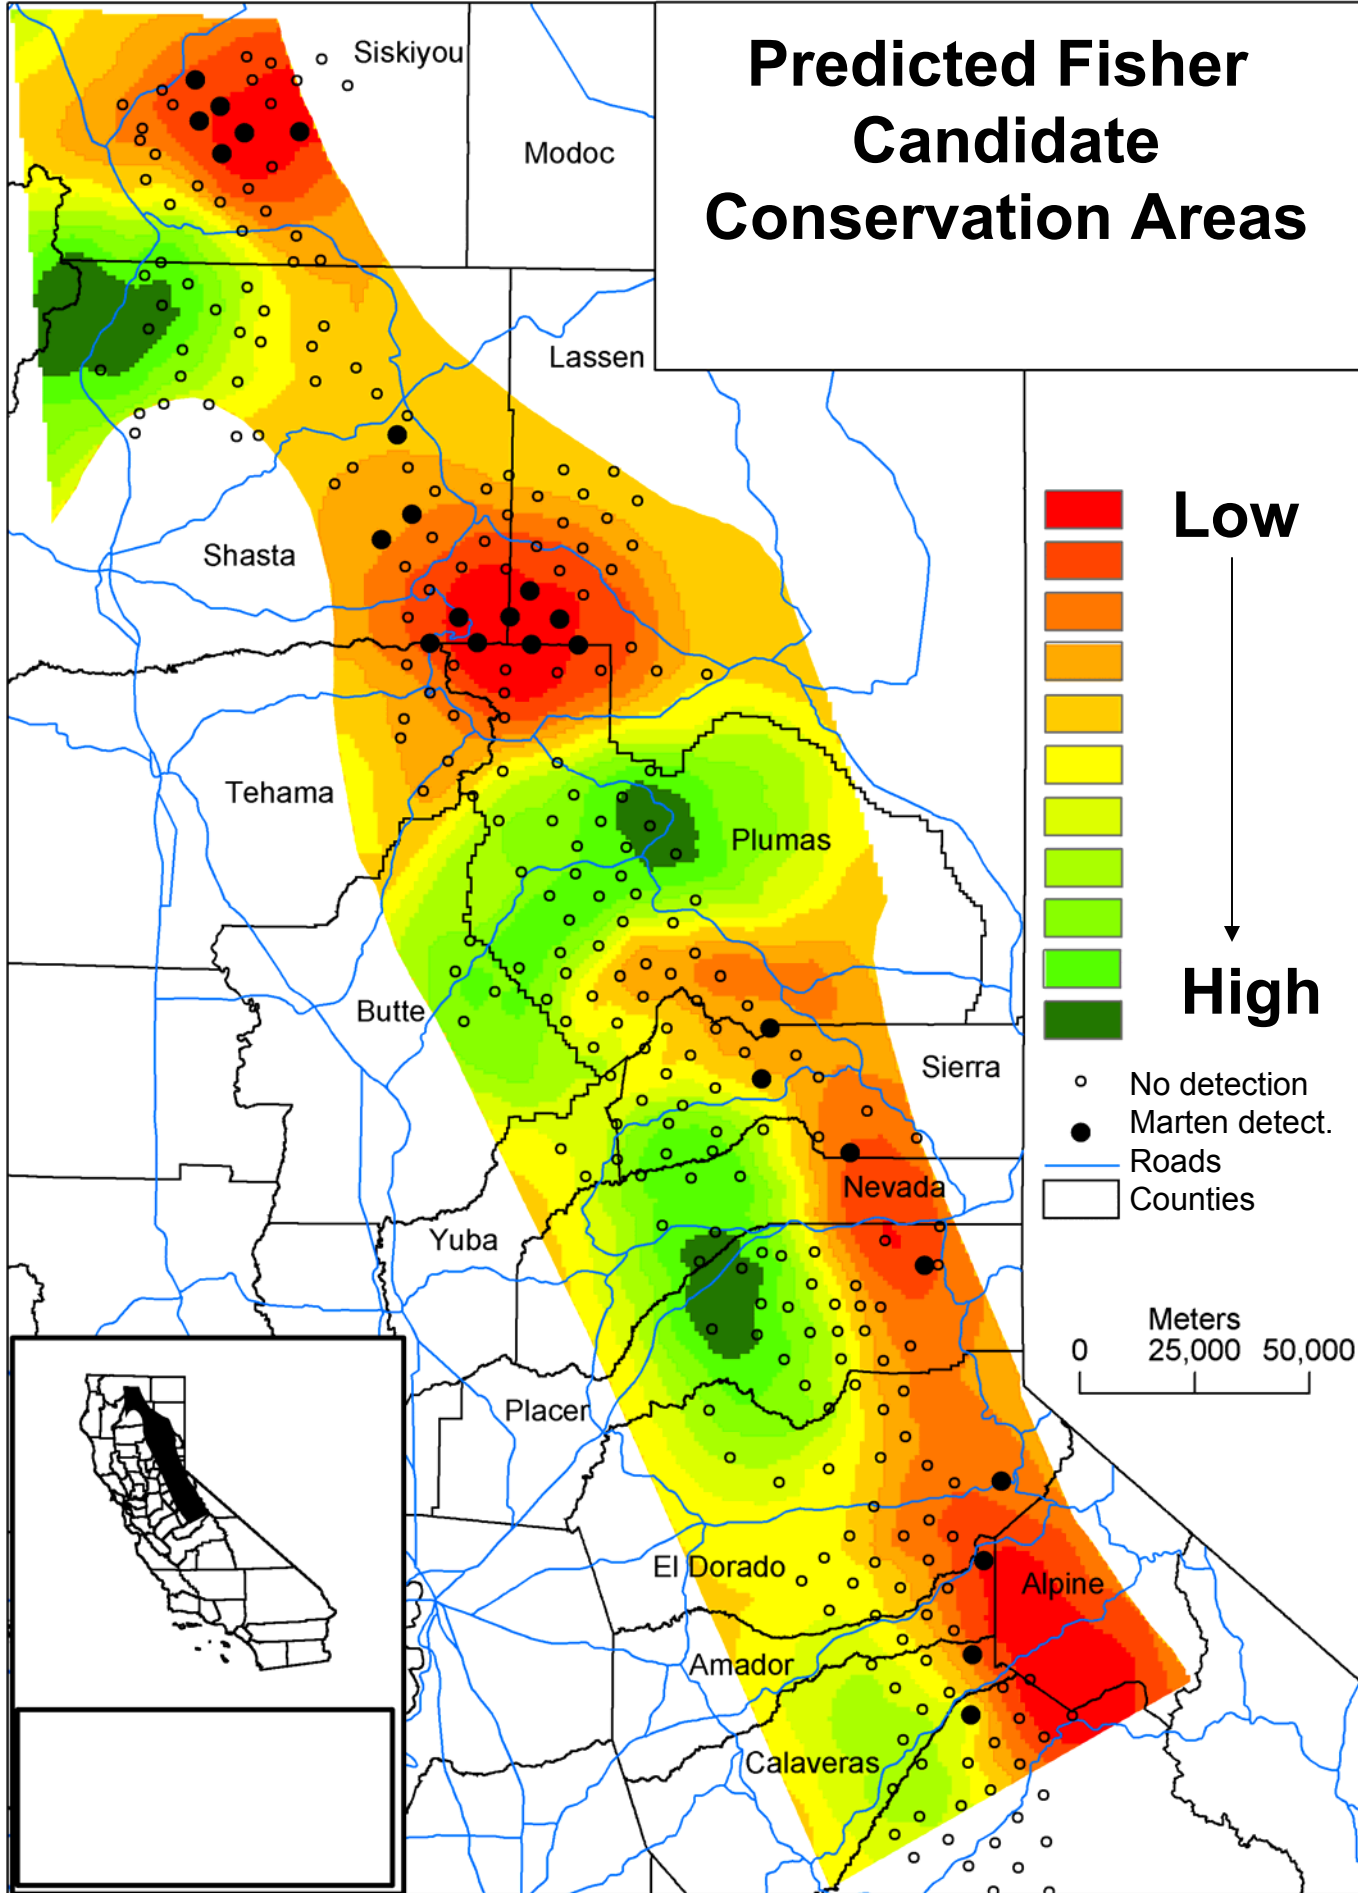 Predicted Fisher
Candidate
Conservation Areas
Siskiyou
Modoc
Lassen
Shasta
Tehama
Plumas
Butte
Sierra
Nevada
Yuba
Placer
El Dorado
Alpine
Amador
Calaveras
Low
High
No detection
Marten detect.
Roads
Counties
Meters
0 25,000 50,000